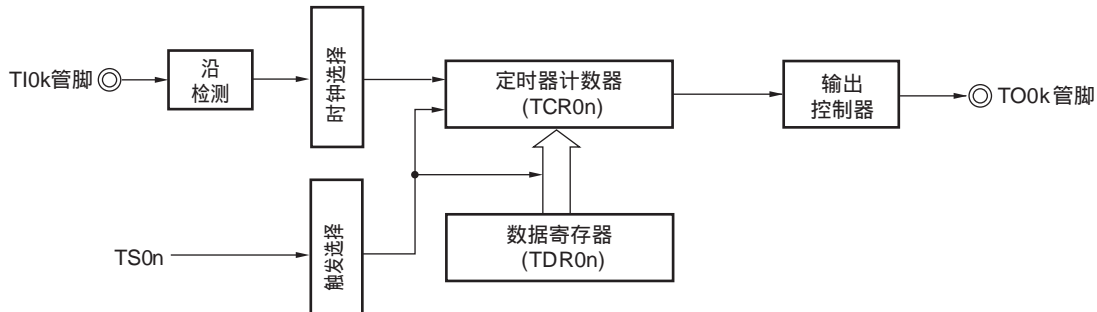 TI0k管脚
沿
检测
时钟选择
定时器计数器
(TCR0n)
输出
控制器
TO0k管脚
TS0n
触发选择
数据寄存器
(TDR0n)